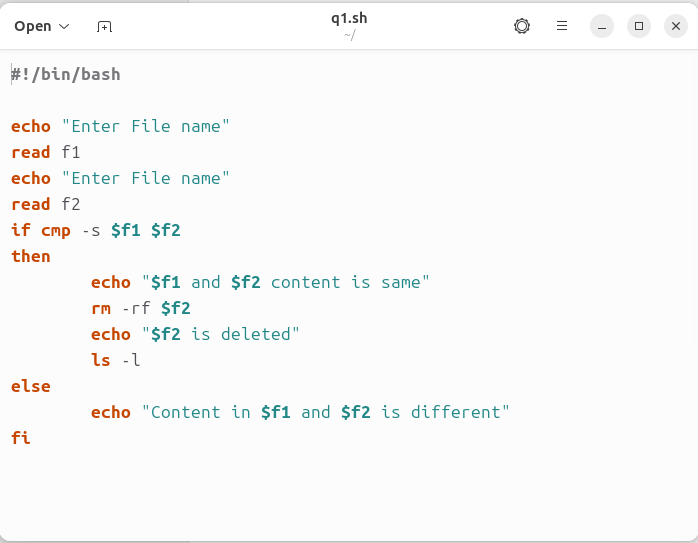 Open
q1.sh
~/
#!/bin/bash
echo "Enter File name"
read f1
echo "Enter File name"
read f2
if cmp -s $f1 $f2
then
        echo "$f1 and $f2 content is same"
        rm -rf $f2
        echo "$f2 is deleted"
        ls -l
else
        echo "Content in $f1 and $f2 is different"
fi